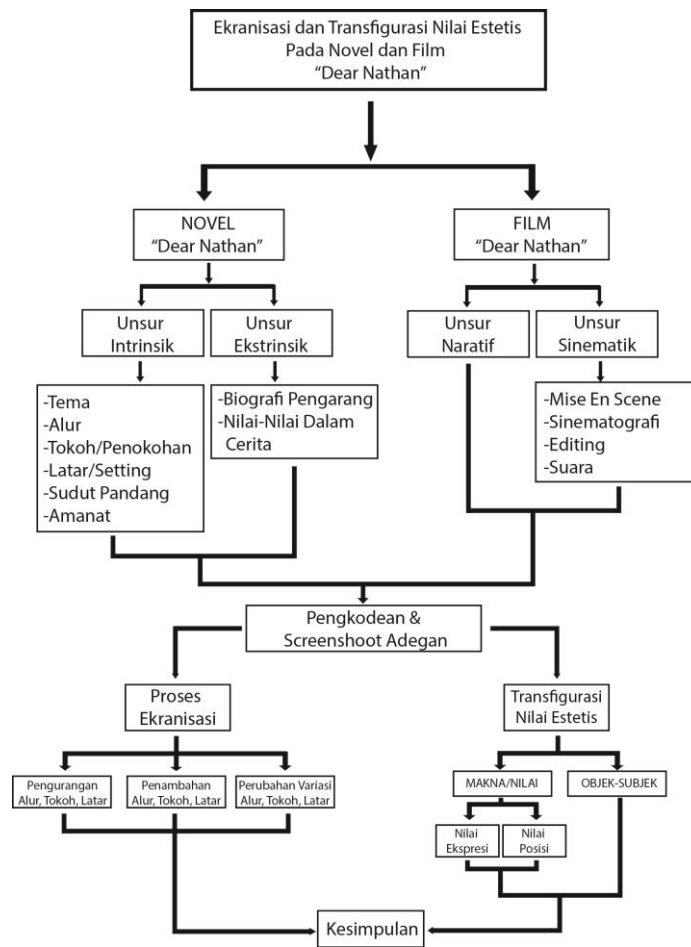 Ekranisasi dan Transfigurasi Nilai Estetis
Pada Novel dan Film
“Dear Nathan”
NOVEL
“Dear Nathan”
FILM
“Dear Nathan”
Unsur
Intrinsik
Unsur
Ekstrinsik
Unsur
Naratif
Unsur
Sinematik
-Tema
-Alur
-Tokoh/Penokohan
-Latar/Setting
-Sudut Pandang
-Amanat
-Biografi Pengarang
-Nilai-Nilai Dalam
Cerita
-Mise En Scene
-Sinematografi
-Editing
-Suara
Pengkodean &
Screenshoot Adegan
Proses
Ekranisasi
Transfigurasi
Nilai Estetis
Pengurangan
Alur, Tokoh, Latar
Penambahan
Alur, Tokoh, Latar
Perubahan Variasi
Alur, Tokoh, Latar
MAKNA/NILAI
OBJEK-SUBJEK
Nilai
Ekspresi
Nilai
Posisi
Kesimpulan